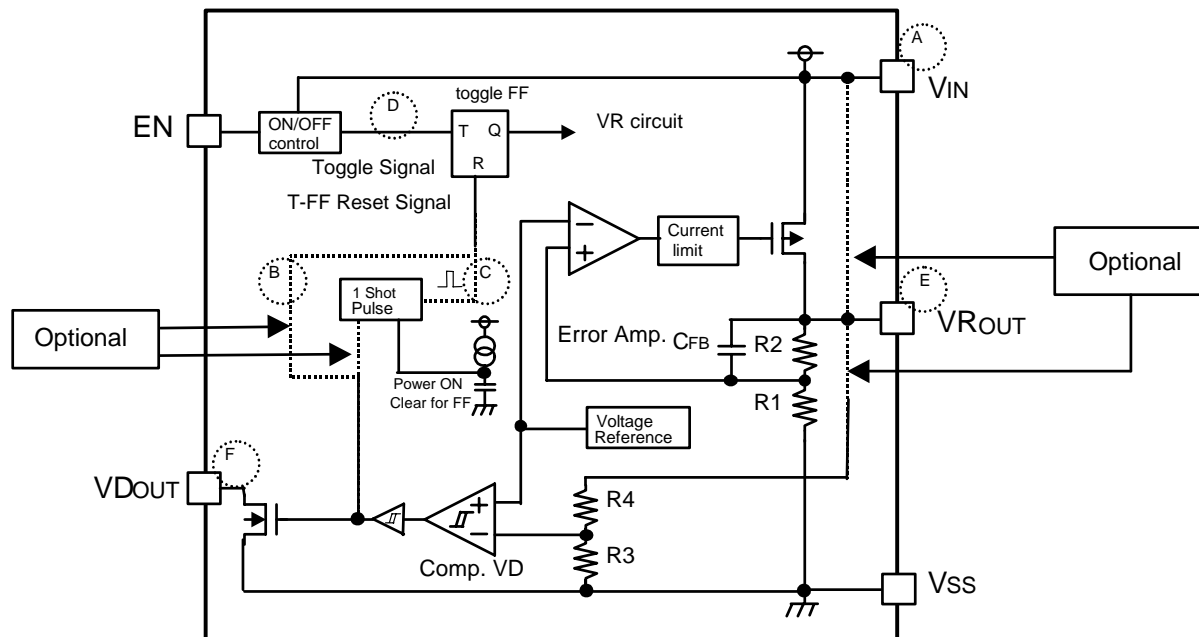 A
VIN
toggle FF
D
EN
ON/OFF
control
T
Q
R
VR circuit
Toggle Signal
T-FF Reset Signal
−
+
Current
limit
Optional
B
C
E
1 Shot
Pulse
Optional
VROUT
Error Amp.
CFB
R2
Power ON
Clear for FF
R1
Voltage
Reference
F
VDOUT
+
−
R4
R3
Comp. VD
VSS